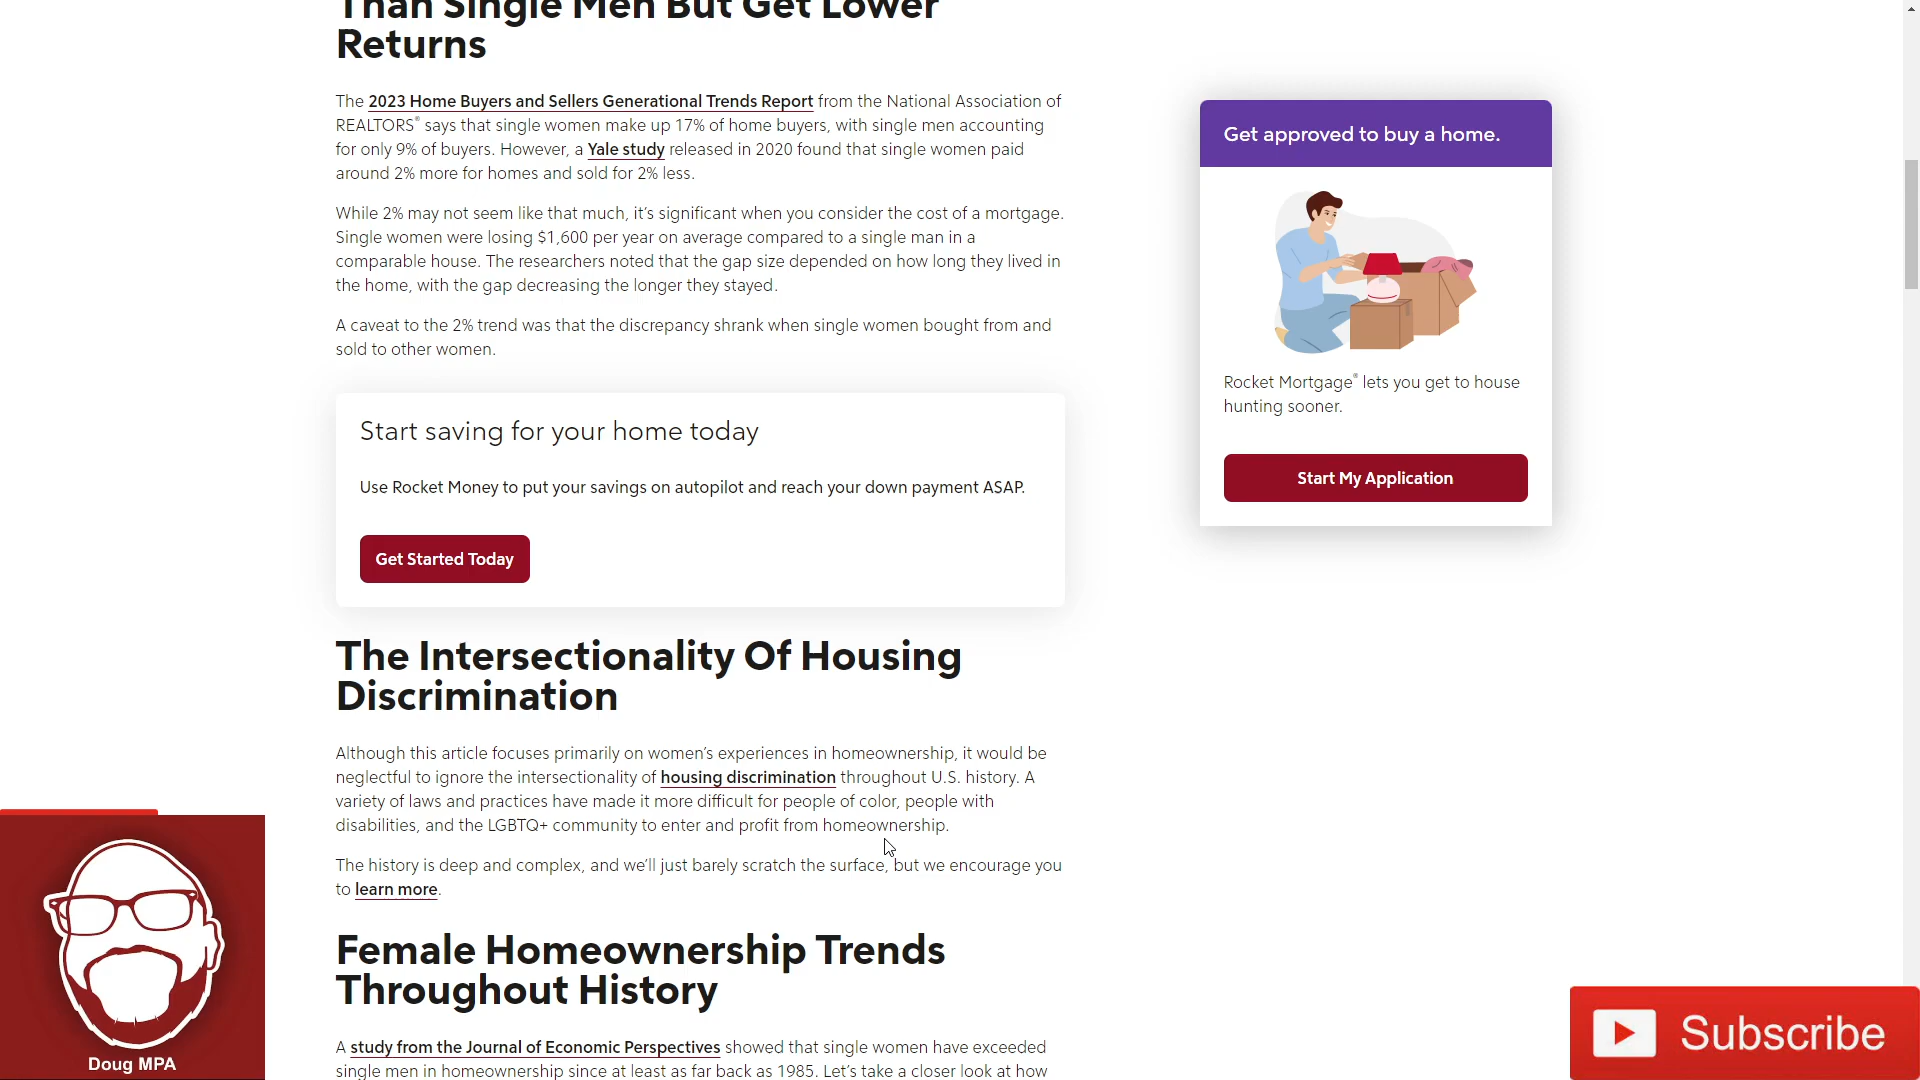 Than Single Men But Get Lower
Returns
The 2023 Home Buyers and Sellers Generational Trends Report from the National Association of
REALTORS® says that single women make up 17% of home buyers, with single men accounting
for only 9% of buyers. However, a Yale study released in 2020 found that single women paid
around 2% more for homes and sold for 2% less.
While 2% may not seem like that much, it’s significant when you consider the cost of a mortgage.
Single women were losing $1,600 per year on average compared to a single man in a
comparable house. The researchers noted that the gap size depended on how long they lived in
the home, with the gap decreasing the longer they stayed.
A caveat to the 2% trend was that the discrepancy shrank when single women bought from and
sold to other women.
Start saving for your home today
Use Rocket Money to put your savings on autopilot and reach your down payment ASAP.
Get Started Today
The Intersectionality Of Housing
Discrimination
Although this article focuses primarily on women’s experiences in homeownership, it would be
neglectful to ignore the intersectionality of housing discrimination throughout U.S. history. A
variety of laws and practices have made it more difficult for people of color, people with
disabilities, and the LGBTQ+ community to enter and profit from homeownership.
The history is deep and complex, and we’ll just barely scratch the surface, but we encourage you
to learn more.
Female Homeownership Trends
Throughout History
A study from the Journal of Economic Perspectives showed that single women have exceeded
single men in homeownership since at least as far back as 1985. Let’s take a closer look at how
Get approved to buy a home.
Rocket Mortgage® lets you get to house
hunting sooner.
Start My Application
Doug MPA
Subscribe